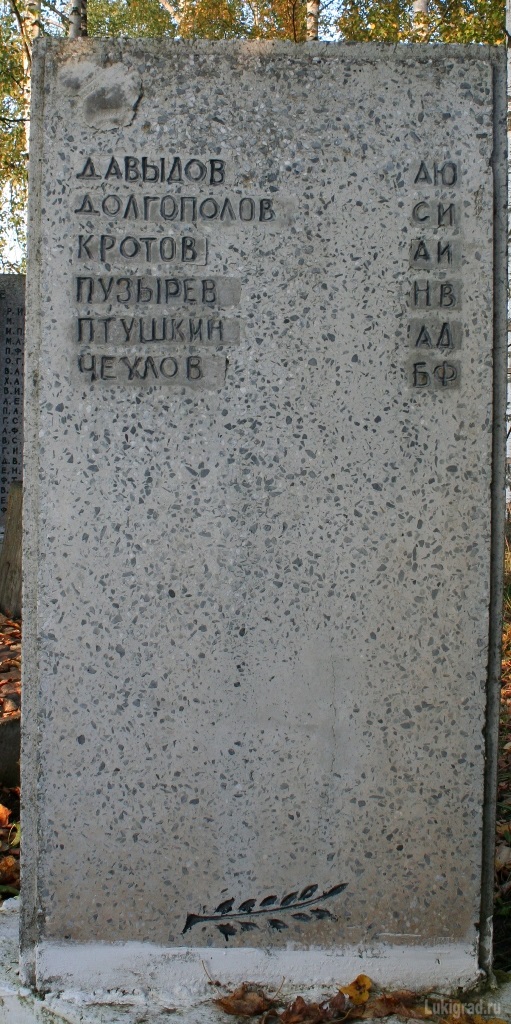 ДАВЫДОВ АЮ
ДОЛГОПОЛОВ СИ
КРОТОВ АИ
ПУЗЫРЕВ НВ
ПТУШКИН АД
ЧЕХЛОВ БФ
Lukigrad.ru